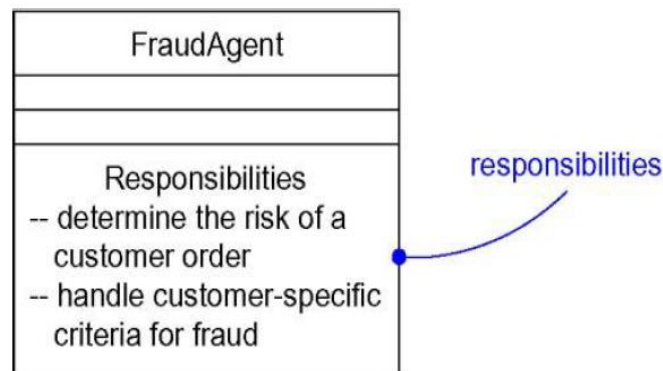 FraudAgent
Responsibilities
-- determine the risk of a
customer order
-- handle customer-specific
criteria for fraud
responsibilities